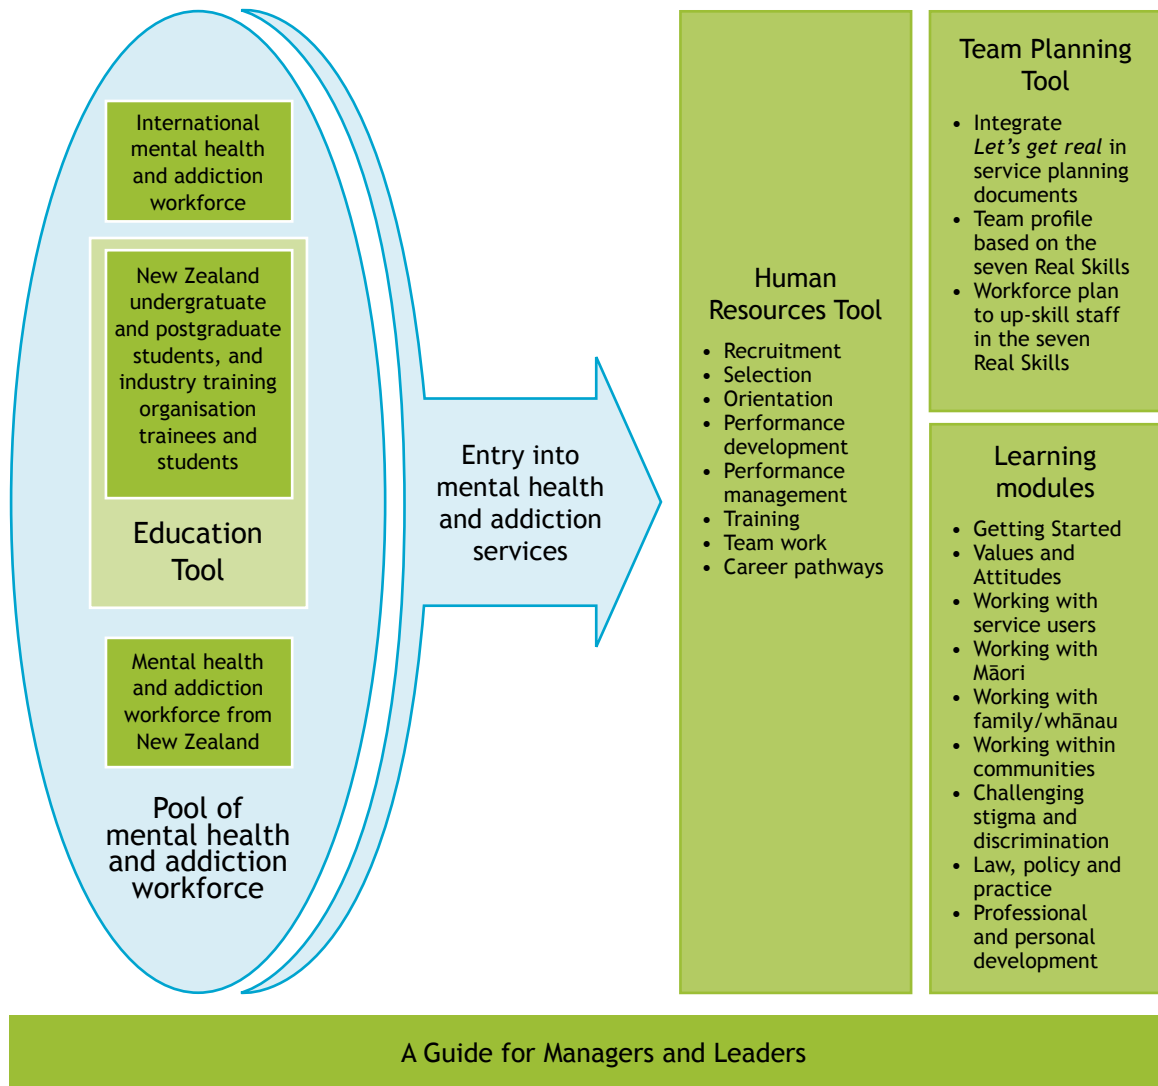 International
mental health
and addiction
workforce
New Zealand
undergratuate
and postgraduate
students, and
industry training
organisation
trainees and
students
Education
Tool
Mental health
and addiction
workforce from
New Zealand
Pool of
mental health
and addiction
workforce
Entry into
mental health
and addiction
services
Human
Resources Tool
• Recruitment
• Selection
• Orientation
• Performance
development
• Performance
management
• Training
• Team work
• Career pathways
Team Planning
Tool
• Integrate
Let’s get real in
service planning
documents
• Team profile
based on the
seven Real Skills
• Workforce plan
to up-skill staff
in the seven
Real Skills
Learning
modules
• Getting Started
• Values and
Attitudes
• Working with
service users
• Working with
Māori
• Working with
family/whānau
• Working within
communities
• Challenging
stigma and
discrimination
• Law, policy and
practice
• Professional
and personal
development
A Guide for Managers and Leaders